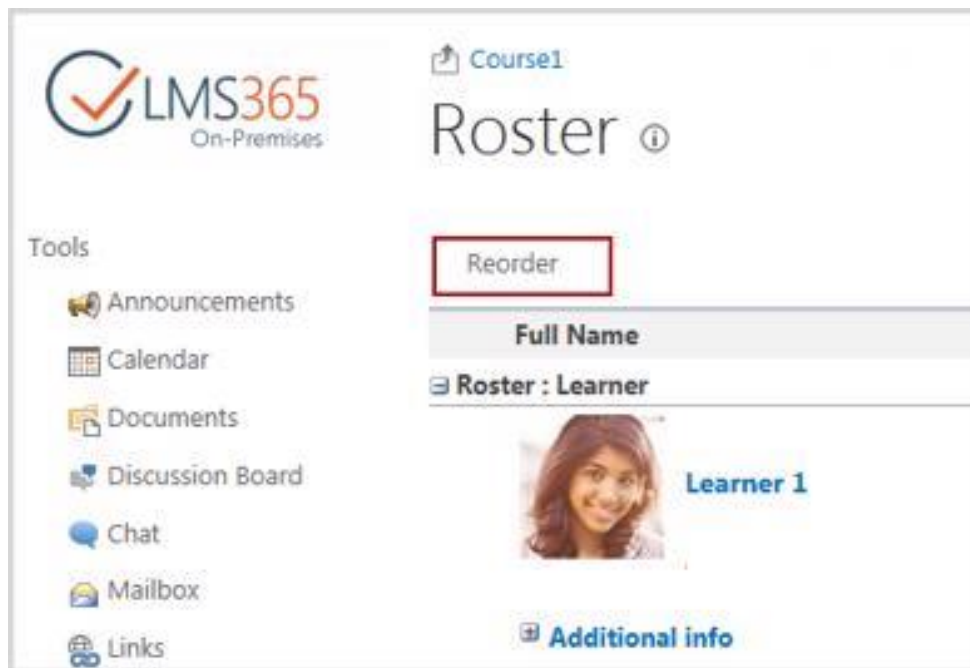 LMS365
On-Premises
Course1
Roster
Tools
Announcements
Calendar
Documents
Discussion Board
Chat
Mailbox
Links
Reorder
Full Name
Roster : Learner
Learner 1
Additional info